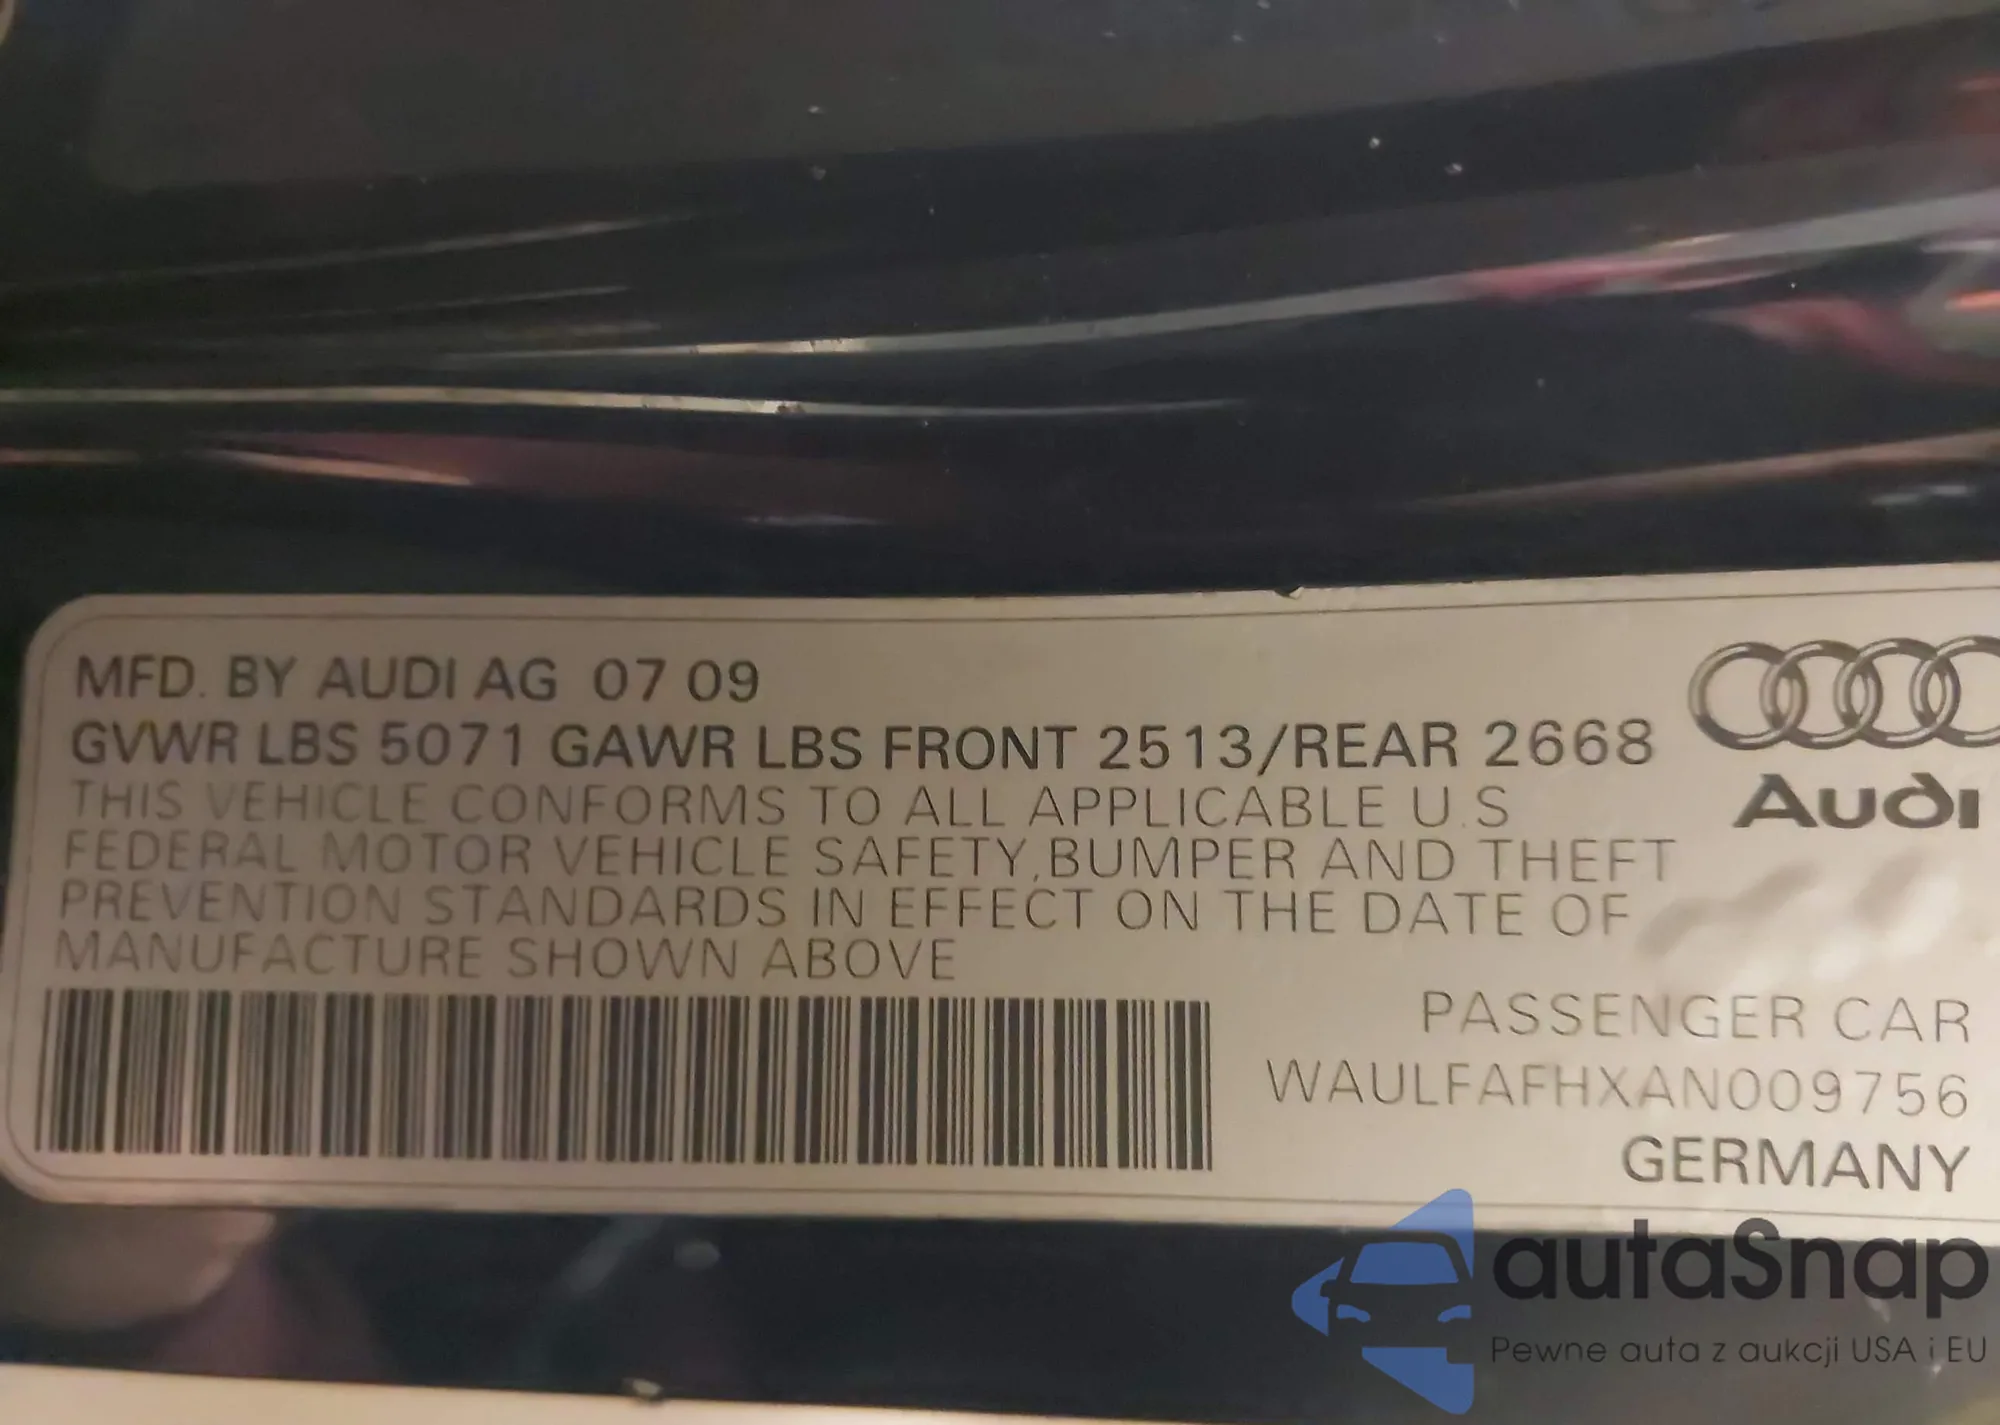 MFD. BY AUDI AG 07 09
GVWR LBS 5071 GAWR LBS FRONT 2513/REAR 2668
THIS VEHICLE CONFORMS TO ALL APPLICABLE U.S
FEDERAL MOTOR VEHICLE SAFETY,BUMPER AND THEFT
PREVENTION STANDARDS IN EFFECT ON THE DATE OF
MANUFACTURE SHOWN ABOVE
Audi
PASSENGER CAR
WAULFAFHXAN009756
GERMANY
autaSnap
Pewne auta z aukcji USA i EU